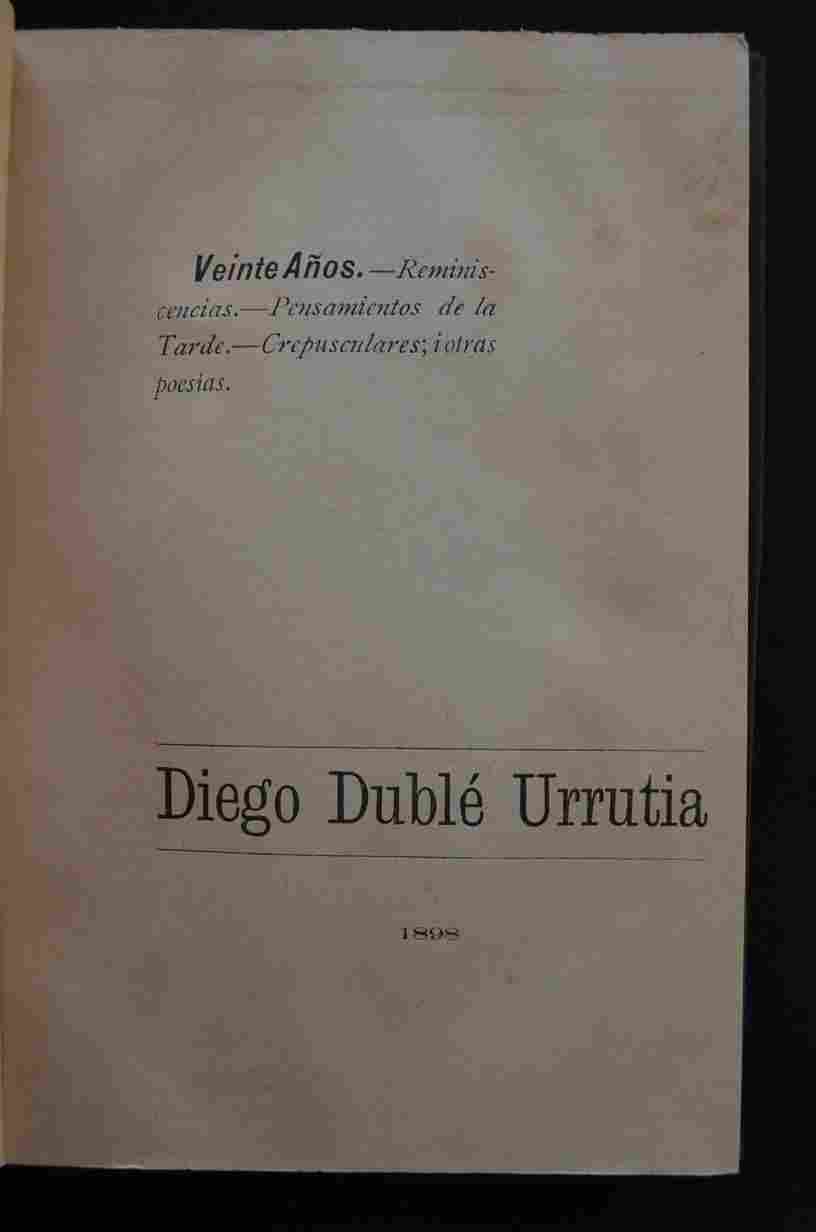 Veinte Años.—Reminis-
cencias.—Pensamientos de la
Tarde.—Crepusculares; i otras
poesias.
Diego Dublé Urrutia
1898